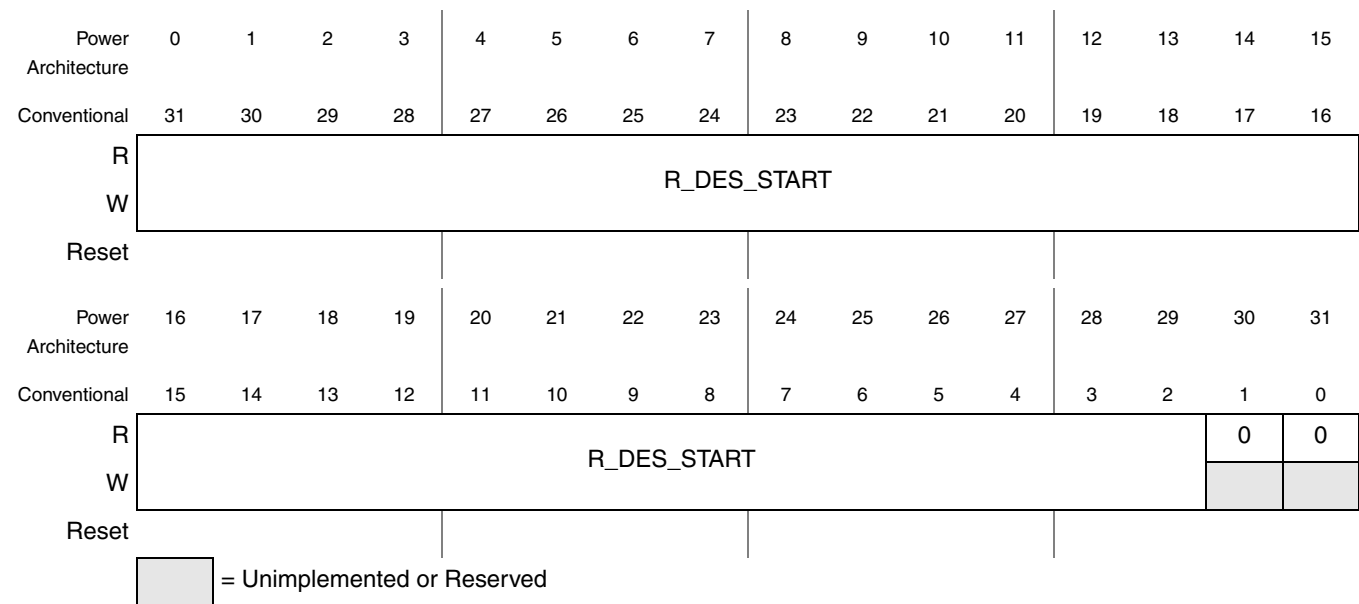 Power Architecture 0 1 2 3 4 5 6 7 8 9 10 11 12 13 14 15
Conventional 31 30 29 28 27 26 25 24 23 22 21 20 19 18 17 16
R
R_DES_START
W
Reset
Power Architecture 16 17 18 19 20 21 22 23 24 25 26 27 28 29 30 31
Conventional 15 14 13 12 11 10 9 8 7 6 5 4 3 2 1 0
R 0 0
R_DES_START
W
Reset
= Unimplemented or Reserved